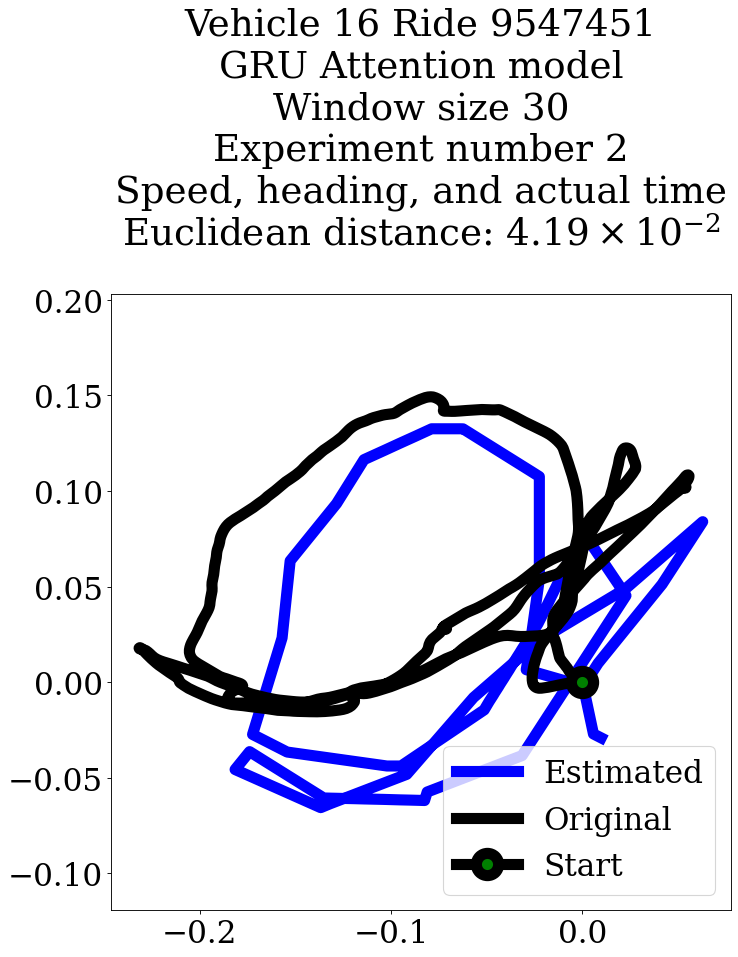 Vehicle 16 Ride 9547451
GRU Attention model
Window size 30
Experiment number 2
Speed, heading, and actual time
Euclidean distance: 4.19 × 10⁻²
0.20
0.15
0.10
0.05
0.00
−0.05
−0.10
−0.2
−0.1
0.0
Estimated
Original
Start